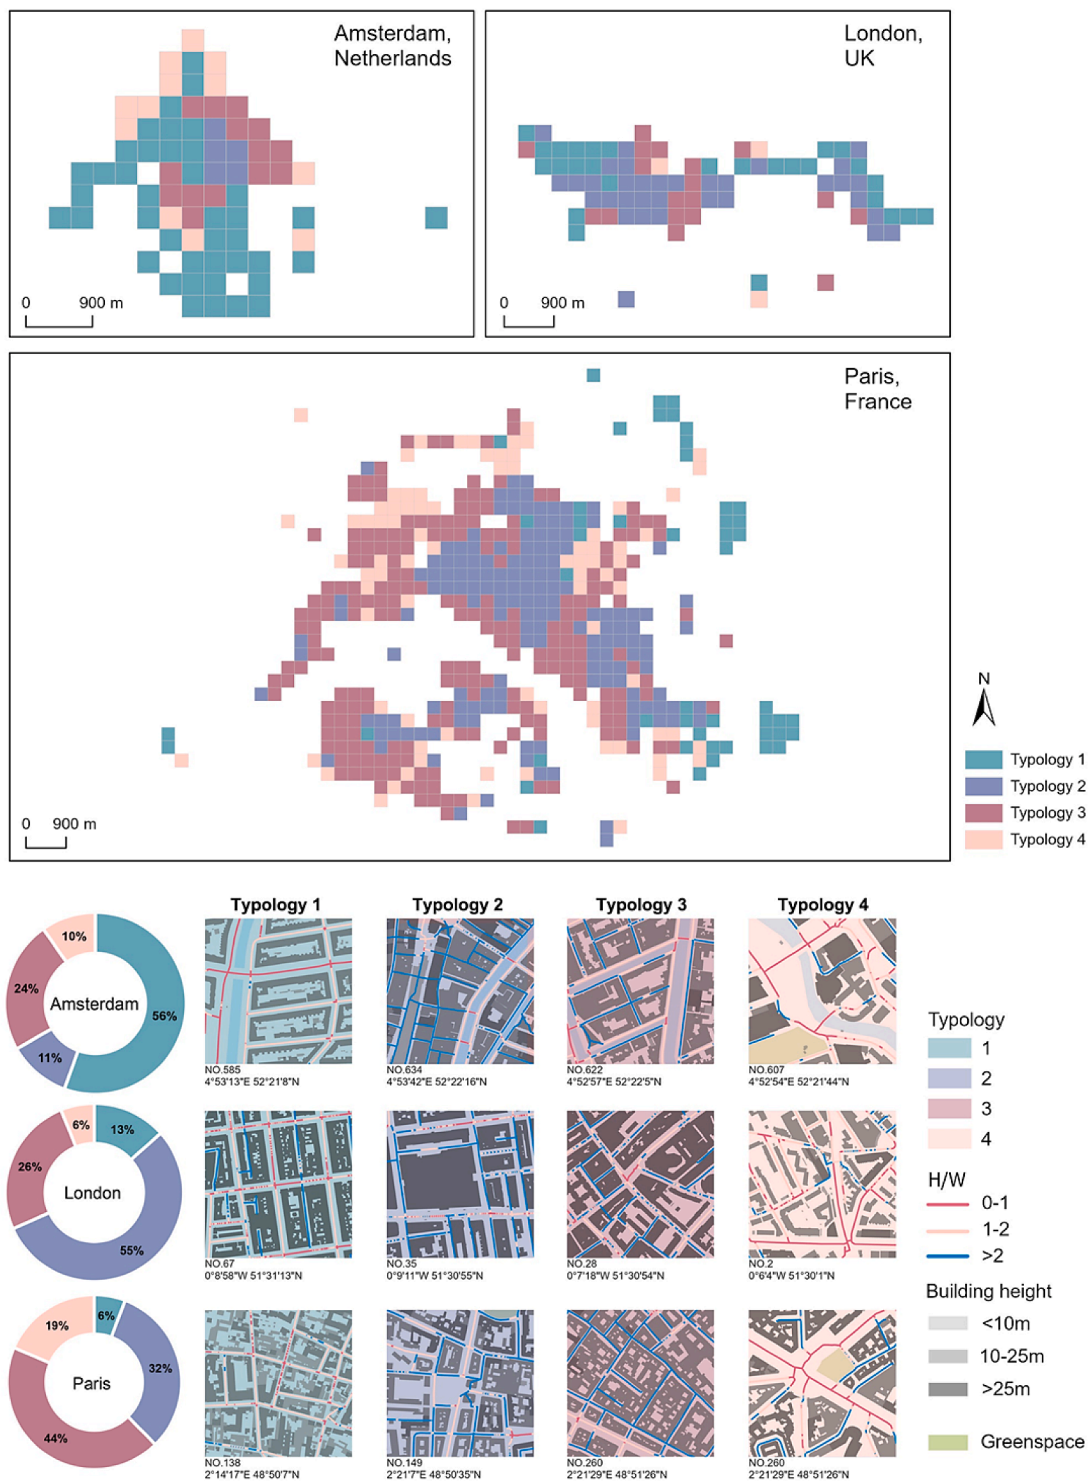 Amsterdam,
Netherlands
0 900 m
London,
UK
0 900 m
Paris,
France
0 900 m
N
Typology 1
Typology 2
Typology 3
Typology 4
Typology 1 Typology 2 Typology 3 Typology 4
10%
24%
Amsterdam
56%
11%
NO.585
4°53'13"E 52°21'8"N
NO.634
4°53'42"E 52°22'16"N
NO.622
4°52'57"E 52°22'5"N
NO.607
4°52'54"E 52°21'44"N
6%
13%
26%
London
55%
NO.67
0°8'58"W 51°31'13"N
NO.35
0°9'11"W 51°30'55"N
NO.28
0°7'18"W 51°30'54"N
NO.2
0°6'4"W 51°30'1"N
6%
19%
32%
Paris
44%
NO.138
2°14'17"E 48°50'7"N
NO.149
2°21'7"E 48°50'35"N
NO.260
2°21'29"E 48°51'26"N
NO.260
2°21'29"E 48°51'26"N
Typology
1
2
3
4
H/W
0-1
1-2
>2
Building height
<10m
10-25m
>25m
Greenspace